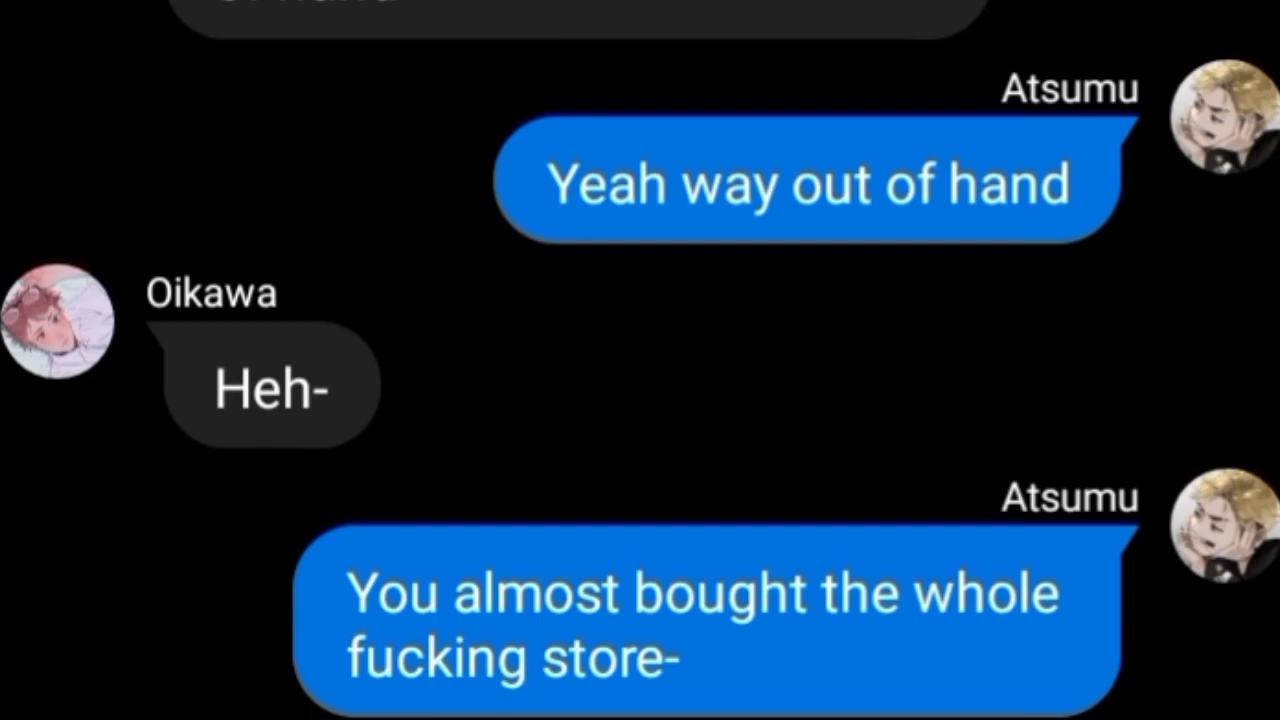 Atsumu
Yeah way out of hand
Oikawa
Heh-
Atsumu
You almost bought the whole
fucking store-